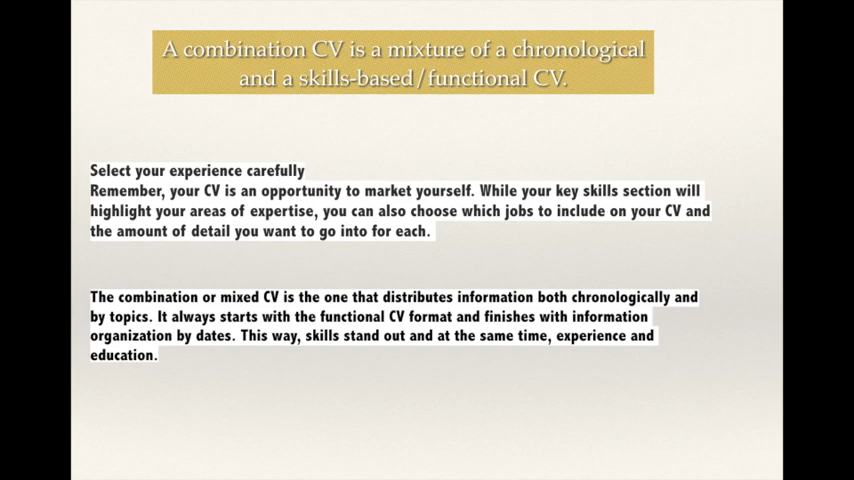 A combination CV is a mixture of a chronological
and a skills-based/functional CV.
Select your experience carefully
Remember, your CV is an opportunity to market yourself. While your key skills section will
highlight your areas of expertise, you can also choose which jobs to include on your CV and
the amount of detail you want to go into for each.
The combination or mixed CV is the one that distributes information both chronologically and
by topics. It always starts with the functional CV format and finishes with information
organization by dates. This way, skills stand out and at the same time, experience and
education.